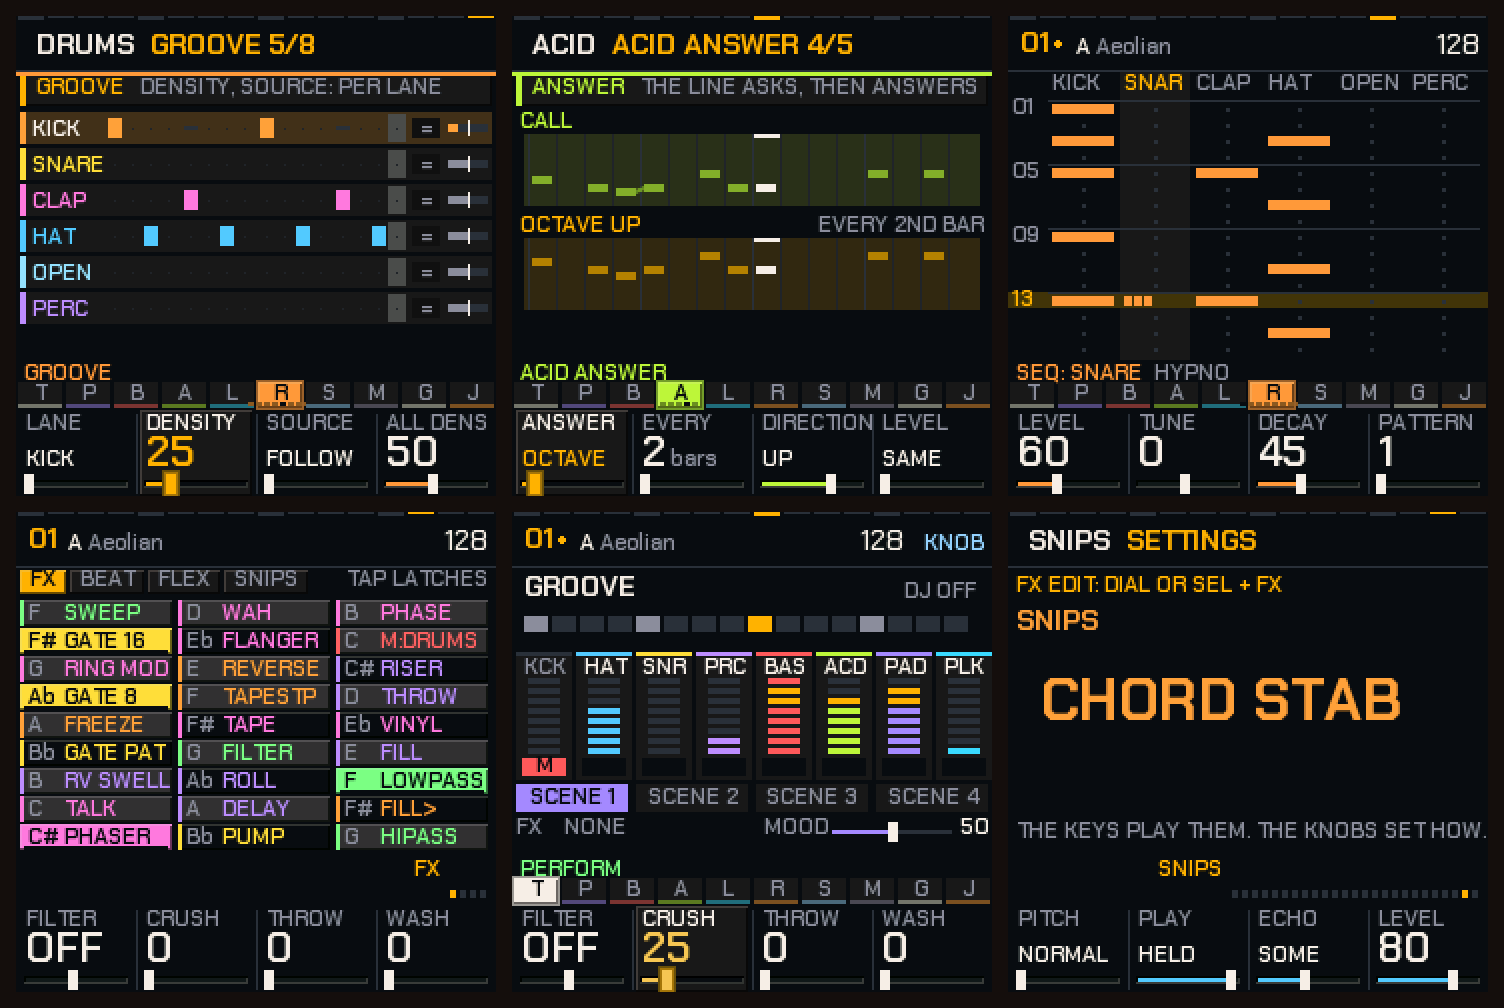 DRUMS GROOVE 5/8
GROOVE DENSITY, SOURCE: PER LANE
KICK =
SNARE =
CLAP =
HAT =
OPEN =
PERC =
GROOVE
T P B A L R S M G J
LANE DENSITY SOURCE ALL DENS
KICK 25 FOLLOW 50
ACID ACID ANSWER 4/5
ANSWER THE LINE ASKS, THEN ANSWERS
CALL
OCTAVE UP EVERY 2ND BAR
ACID ANSWER
T P B A L R S M G J
ANSWER EVERY DIRECTION LEVEL
OCTAVE 2 bars UP SAME
01• A Aeolian 128
KICK SNAR CLAP HAT OPEN PERC
01
05
09
13
SEQ: SNARE HYPNO
T P B A L R S M G J
LEVEL TUNE DECAY PATTERN
60 0 45 1
01 A Aeolian 128
FX BEAT FLEX SNIPS TAP LATCHES
F SWEEP D WAH B PHASE
F# GATE 16 Eb FLANGER C M:DRUMS
G RING MOD E REVERSE C# RISER
Ab GATE 8 F TAPESTP D THROW
A FREEZE F# TAPE Eb VINYL
Bb GATE PAT G FILTER E FILL
B RV SWELL Ab ROLL F LOWPASS
C TALK A DELAY F# FILL>
C# PHASER Bb PUMP G HIPASS
FX
FILTER CRUSH THROW WASH
OFF 0 0 0
01• A Aeolian 128 KNOB
GROOVE DJ OFF
KCK HAT SNR PRC BAS ACD PAD PLK
M
SCENE 1 SCENE 2 SCENE 3 SCENE 4
FX NONE MOOD 50
PERFORM
T P B A L R S M G J
FILTER CRUSH THROW WASH
OFF 25 0 0
SNIPS SETTINGS
FX EDIT: DIAL OR SEL + FX
SNIPS
CHORD STAB
THE KEYS PLAY THEM. THE KNOBS SET HOW.
SNIPS
PITCH PLAY ECHO LEVEL
NORMAL HELD SOME 80